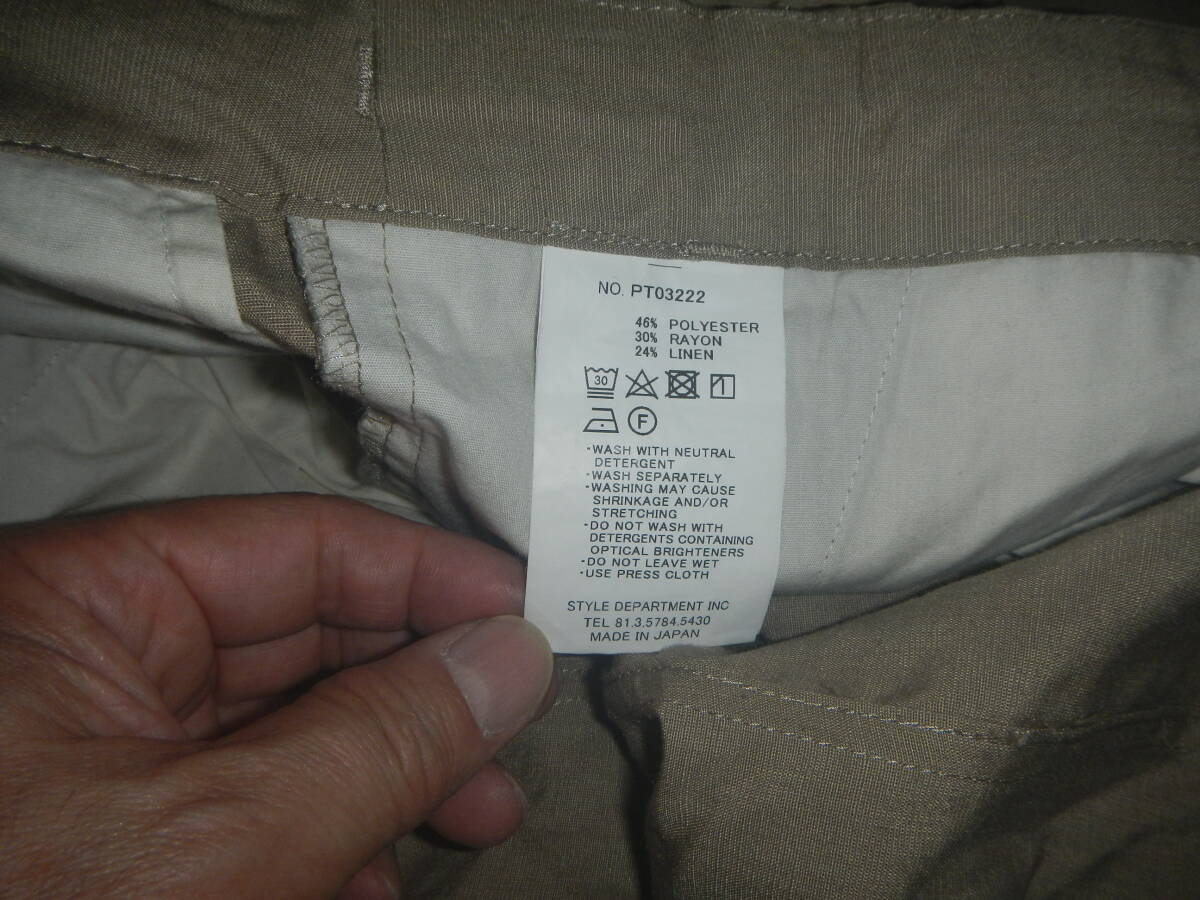 NO. PT03222
46% POLYESTER
30% RAYON
24% LINEN
30
F
·WASH WITH NEUTRAL
DETERGENT
·WASH SEPARATELY
·WASHING MAY CAUSE
SHRINKAGE AND/OR
STRETCHING
·DO NOT WASH WITH
DETERGENTS CONTAINING
OPTICAL BRIGHTENERS
·DO NOT LEAVE WET
·USE PRESS CLOTH
STYLE DEPARTMENT INC
TEL 81.3.5784.5430
MADE IN JAPAN